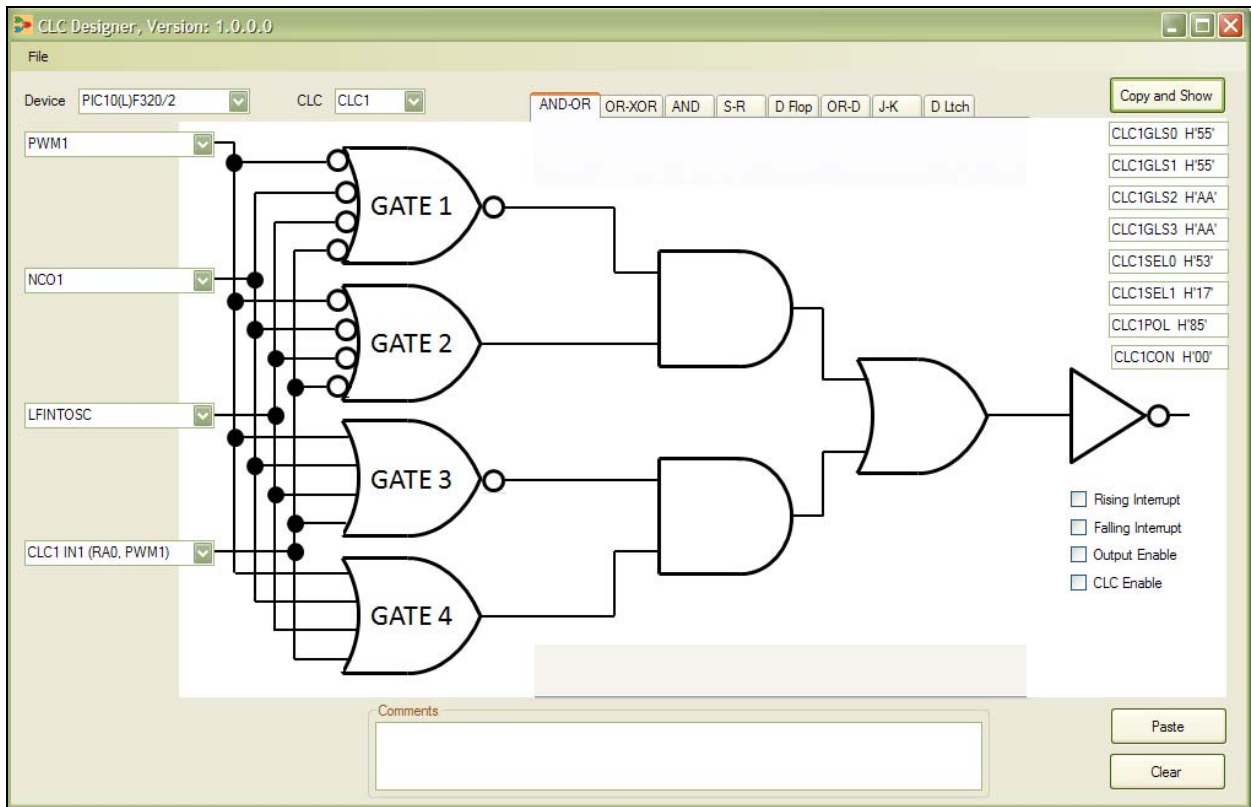 CLC Designer, Version: 1.0.0.0
File
Device PIC10(L)F320/2 CLC CLC1
AND-OR OR-XOR AND S-R D Flop OR-D J-K D Ltch
Copy and Show
PWM1
NCO1
LFINTOSC
CLC1 IN1 (RA0, PWM1)
GATE 1
GATE 2
GATE 3
GATE 4
CLC1GLS0 H'55'
CLC1GLS1 H'55'
CLC1GLS2 H'AA'
CLC1GLS3 H'AA'
CLC1SEL0 H'53'
CLC1SEL1 H'17'
CLC1POL H'85'
CLC1CON H'00'
Rising Interrupt
Falling Interrupt
Output Enable
CLC Enable
Comments
Paste
Clear